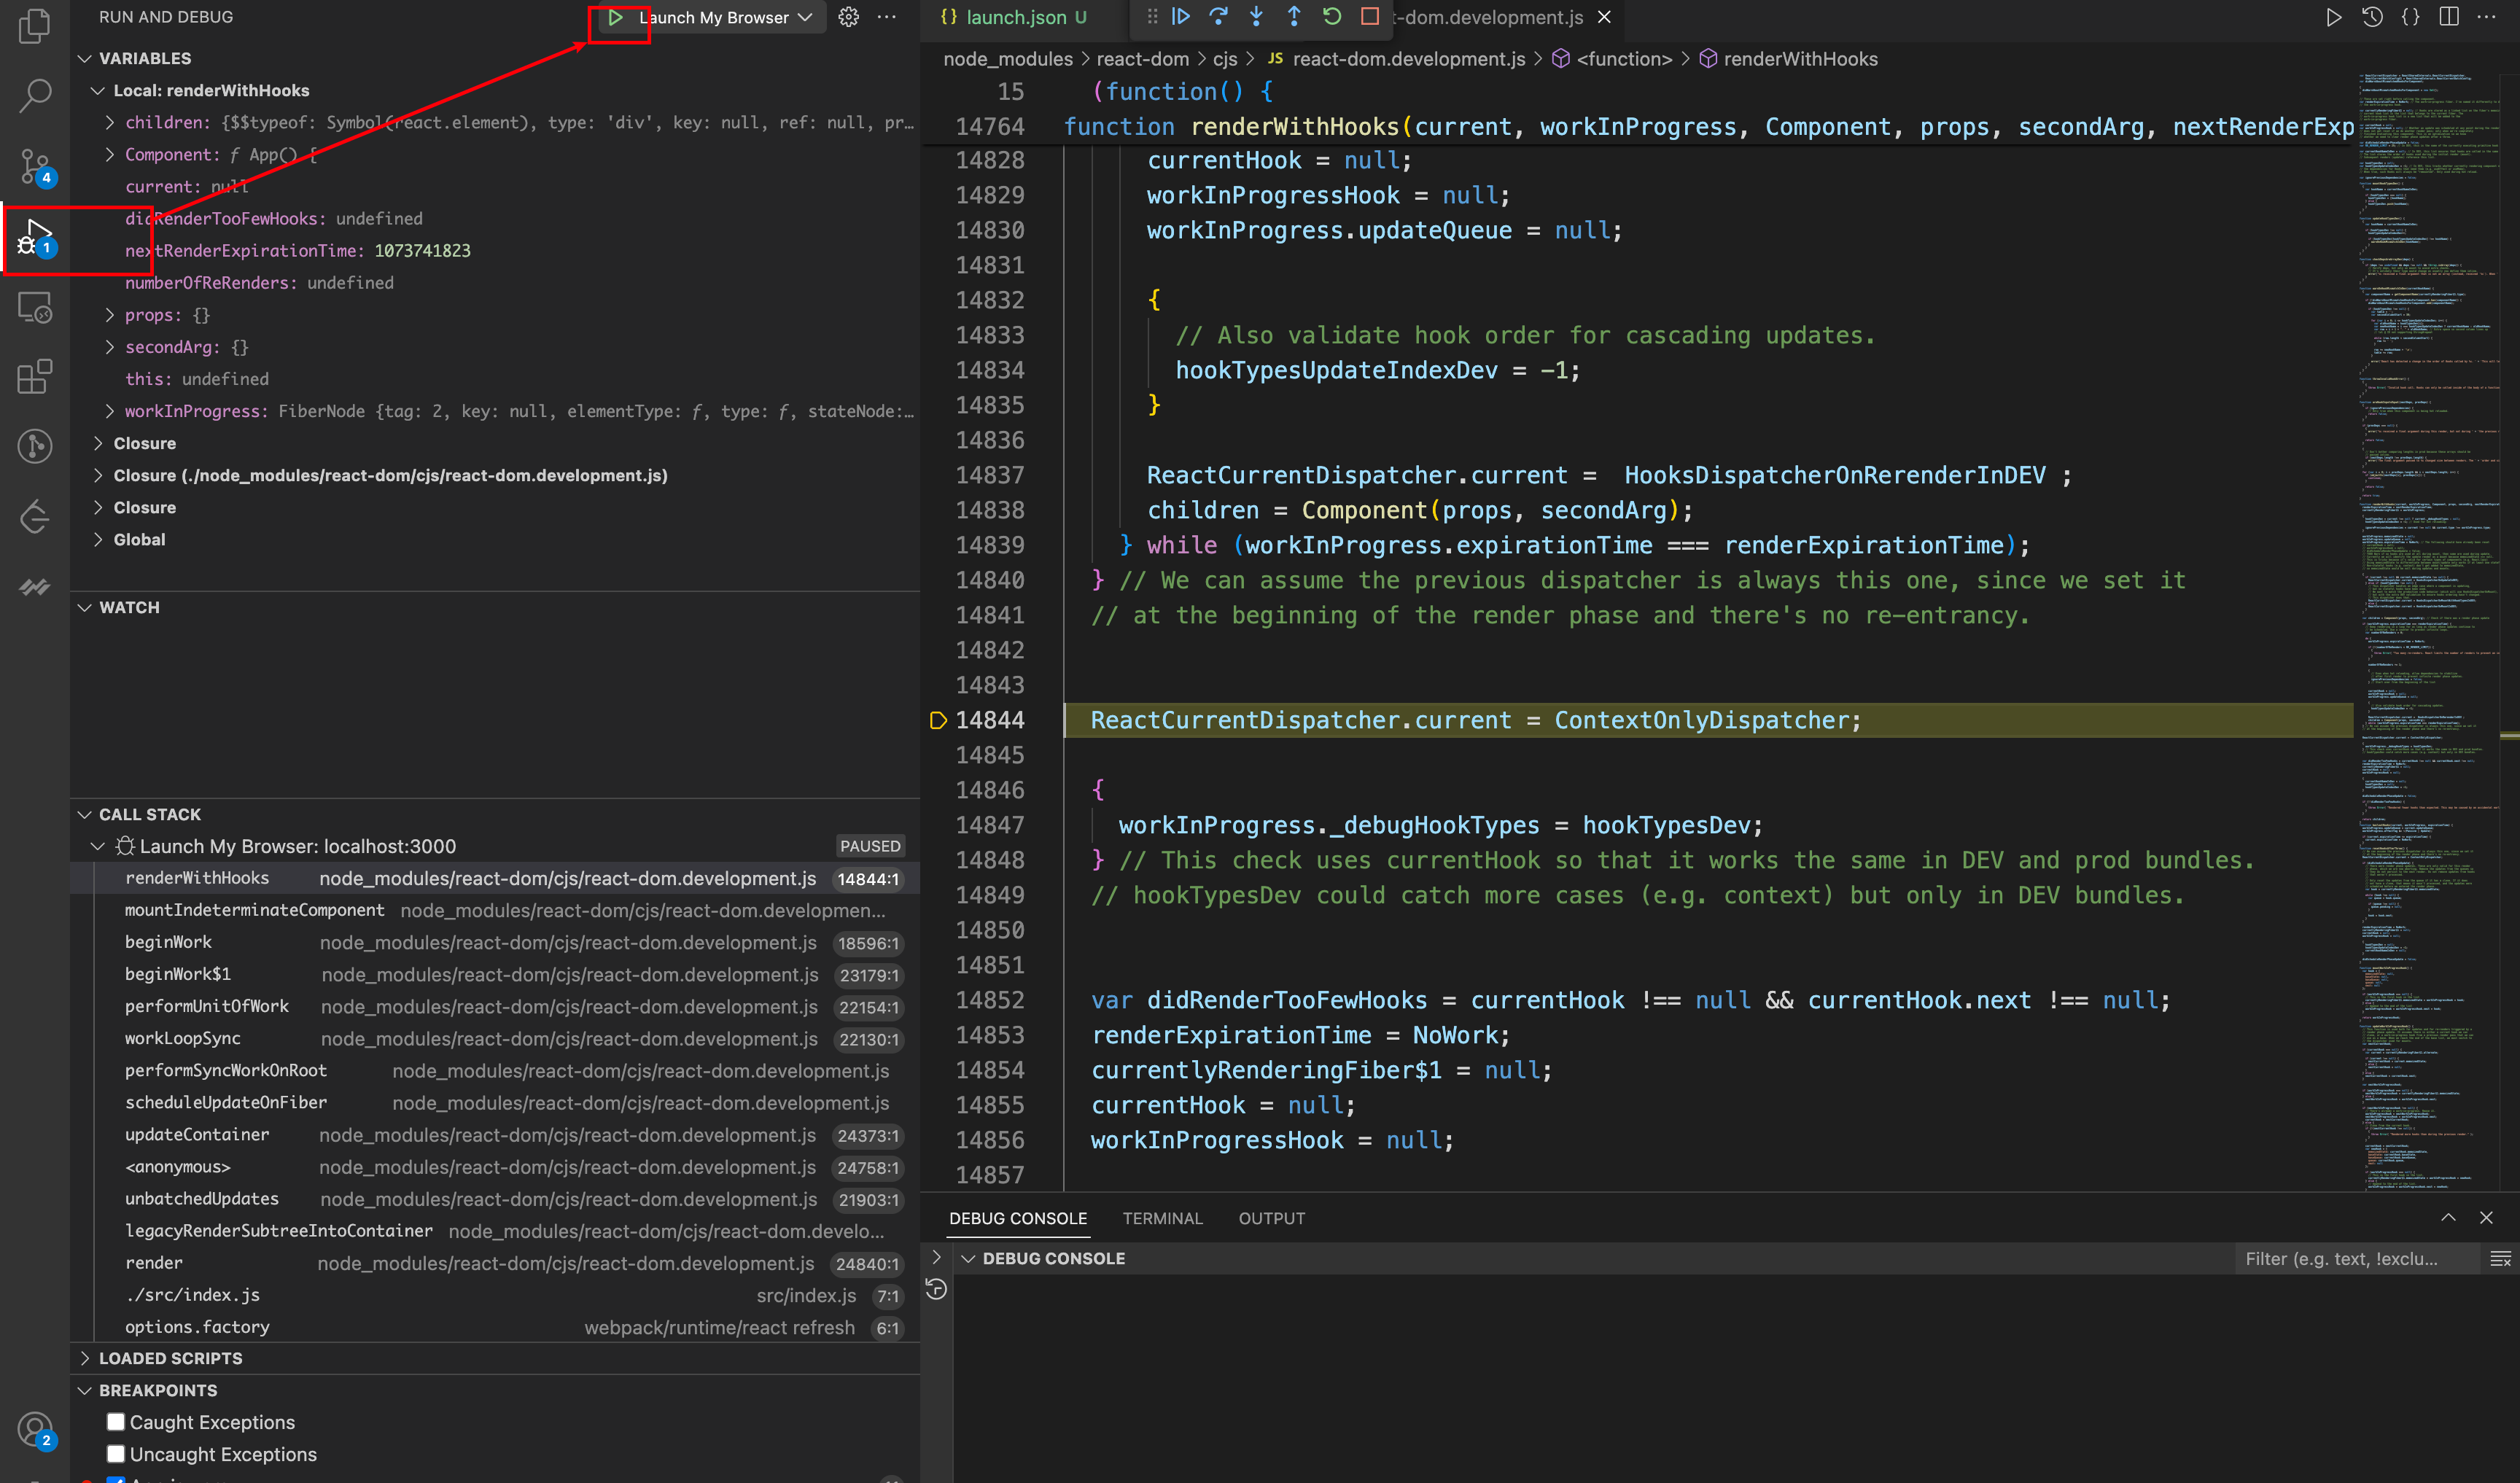 RUN AND DEBUG
Launch My Browser
VARIABLES
Local: renderWithHooks
children: {$$typeof: Symbol(react.element), type: 'div', key: null, ref: null, pr…
Component: ƒ App() {
current: null
didRenderTooFewHooks: undefined
nextRenderExpirationTime: 1073741823
numberOfReRenders: undefined
props: {}
secondArg: {}
this: undefined
workInProgress: FiberNode {tag: 2, key: null, elementType: ƒ, type: ƒ, stateNode:…
Closure
Closure (./node_modules/react-dom/cjs/react-dom.development.js)
Closure
Global
4
1
2
WATCH
CALL STACK
Launch My Browser: localhost:3000 PAUSED
renderWithHooks node_modules/react-dom/cjs/react-dom.development.js 14844:1
mountIndeterminateComponent node_modules/react-dom/cjs/react-dom.developmen...
beginWork node_modules/react-dom/cjs/react-dom.development.js 18596:1
beginWork$1 node_modules/react-dom/cjs/react-dom.development.js 23179:1
performUnitOfWork node_modules/react-dom/cjs/react-dom.development.js 22154:1
workLoopSync node_modules/react-dom/cjs/react-dom.development.js 22130:1
performSyncWorkOnRoot node_modules/react-dom/cjs/react-dom.development.js
scheduleUpdateOnFiber node_modules/react-dom/cjs/react-dom.development.js
updateContainer node_modules/react-dom/cjs/react-dom.development.js 24373:1
<anonymous> node_modules/react-dom/cjs/react-dom.development.js 24758:1
unbatchedUpdates node_modules/react-dom/cjs/react-dom.development.js 21903:1
legacyRenderSubtreeIntoContainer node_modules/react-dom/cjs/react-dom.develo...
render node_modules/react-dom/cjs/react-dom.development.js 24840:1
./src/index.js src/index.js 7:1
options.factory webpack/runtime/react refresh 6:1
LOADED SCRIPTS
BREAKPOINTS
Caught Exceptions
Uncaught Exceptions
{} launch.json U
t-dom.development.js
node_modules > react-dom > cjs > JS react-dom.development.js > <function> > renderWithHooks
15 (function() {
14764 function renderWithHooks(current, workInProgress, Component, props, secondArg, nextRenderExp
14828 currentHook = null;
14829 workInProgressHook = null;
14830 workInProgress.updateQueue = null;
14831
14832 {
14833 // Also validate hook order for cascading updates.
14834 hookTypesUpdateIndexDev = -1;
14835 }
14836
14837 ReactCurrentDispatcher.current =  HooksDispatcherOnRerenderInDEV ;
14838 children = Component(props, secondArg);
14839 } while (workInProgress.expirationTime === renderExpirationTime);
14840 } // We can assume the previous dispatcher is always this one, since we set it
14841 // at the beginning of the render phase and there's no re-entrancy.
14842
14843
14844 ReactCurrentDispatcher.current = ContextOnlyDispatcher;
14845
14846 {
14847 workInProgress._debugHookTypes = hookTypesDev;
14848 } // This check uses currentHook so that it works the same in DEV and prod bundles.
14849 // hookTypesDev could catch more cases (e.g. context) but only in DEV bundles.
14850
14851
14852 var didRenderTooFewHooks = currentHook !== null && currentHook.next !== null;
14853 renderExpirationTime = NoWork;
14854 currentlyRenderingFiber$1 = null;
14855 currentHook = null;
14856 workInProgressHook = null;
14857
DEBUG CONSOLE TERMINAL OUTPUT
DEBUG CONSOLE
Filter (e.g. text, !exclu...